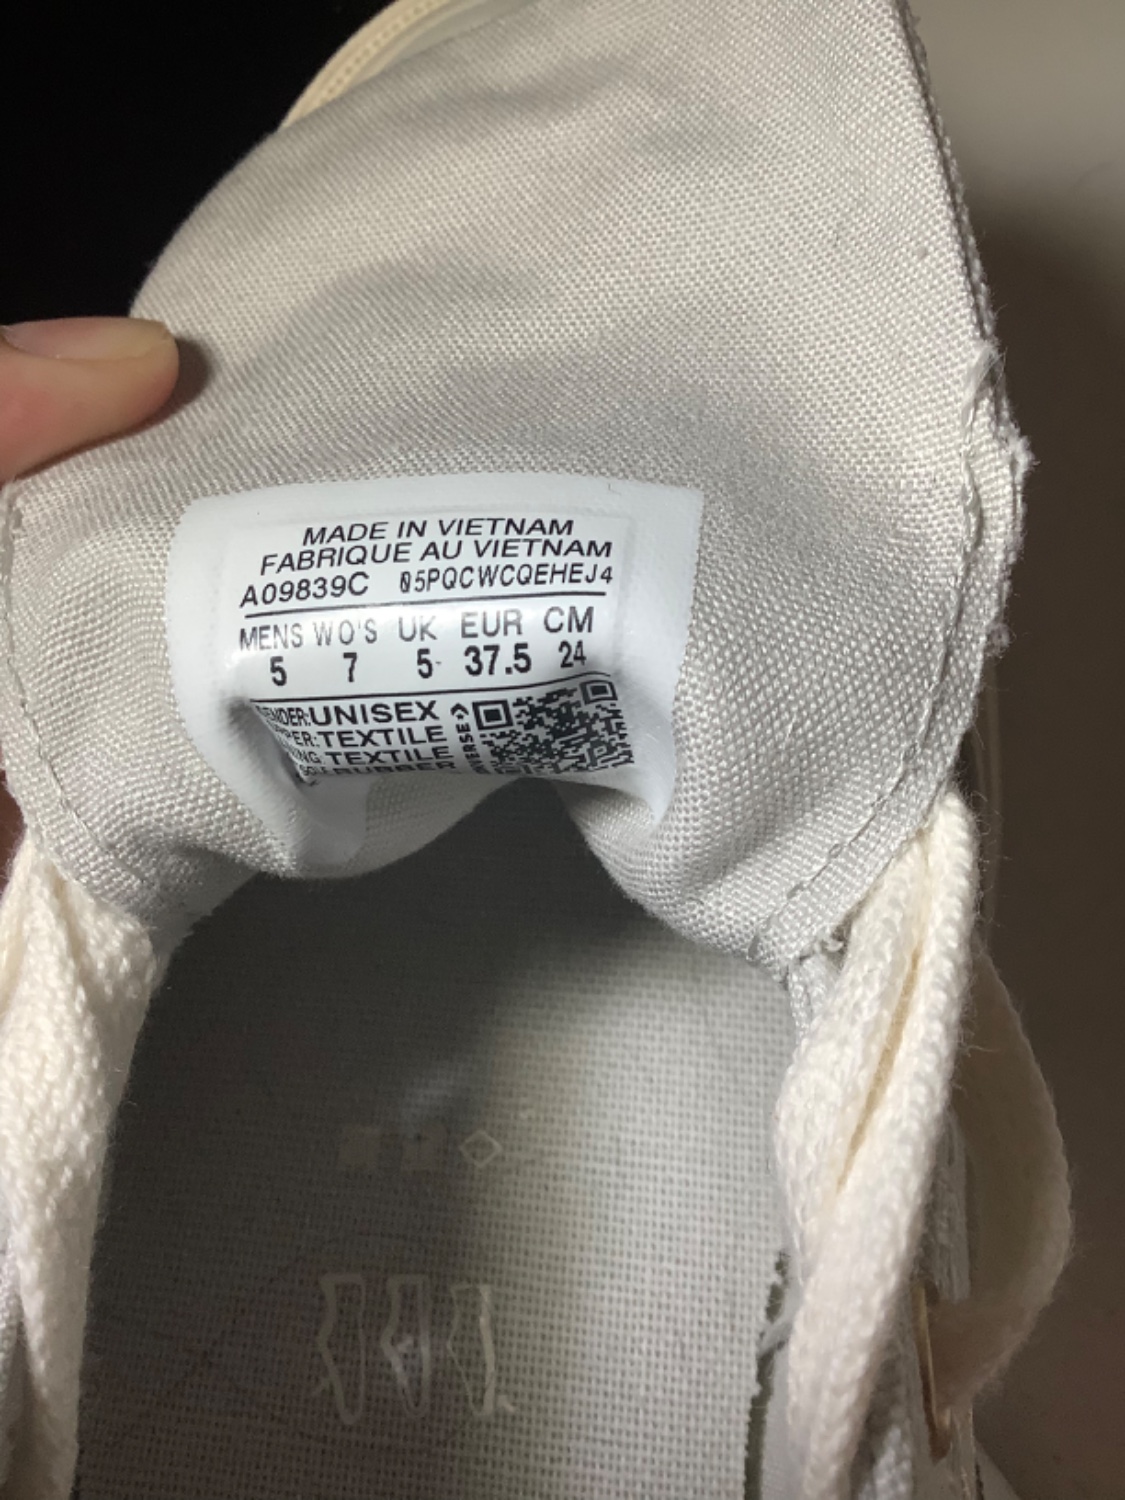 MADE IN VIETNAM
FABRIQUE AU VIETNAM
A09839C 05PQCWCQEHEJ4
MENS WO'S UK EUR CM
5 7 5 37.5 24
UNISEX
TEXTILE
TEXTILE
RUBBER